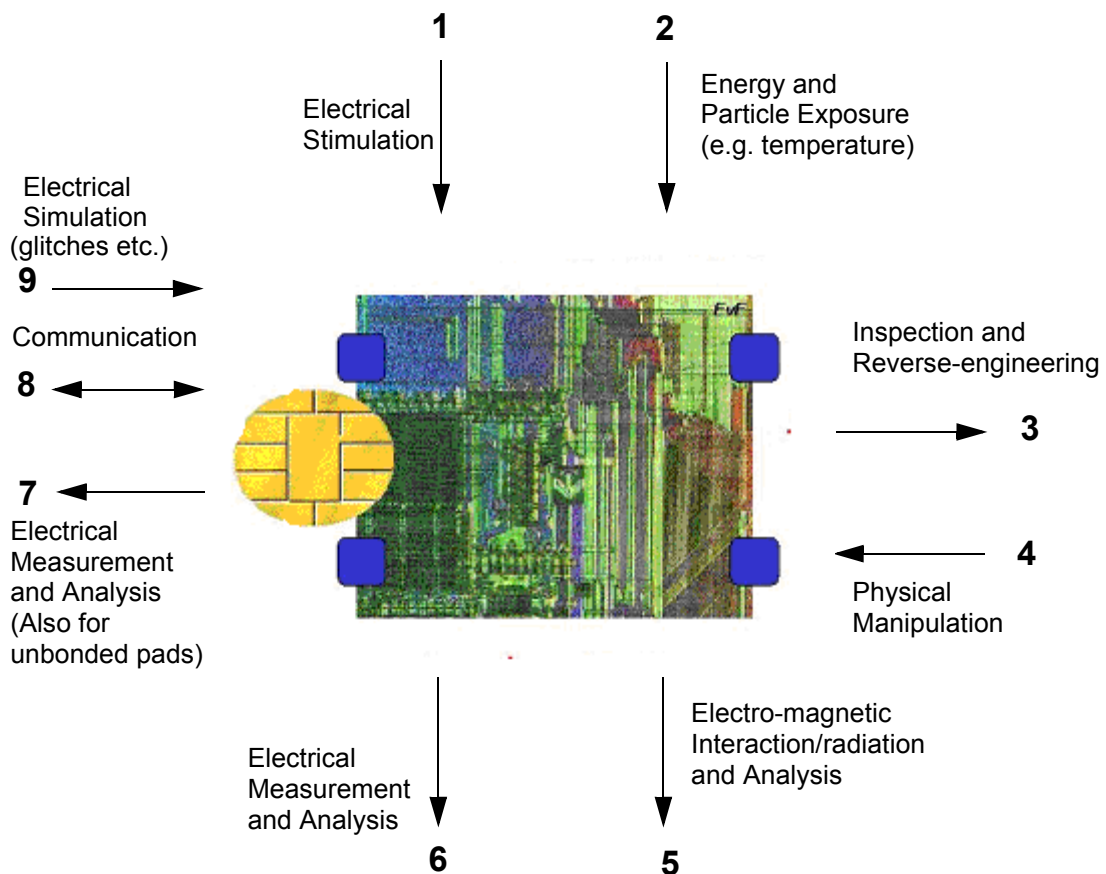 1
2
Electrical
Stimulation
Energy and
Particle Exposure
(e.g. temperature)
Electrical
Simulation
(glitches etc.)
9
Communication
8
7
Electrical
Measurement
and Analysis
(Also for
unbonded pads)
EvF
Inspection and
Reverse-engineering
3
4
Physical
Manipulation
Electrical
Measurement
and Analysis
6
Electro-magnetic
Interaction/radiation
and Analysis
5